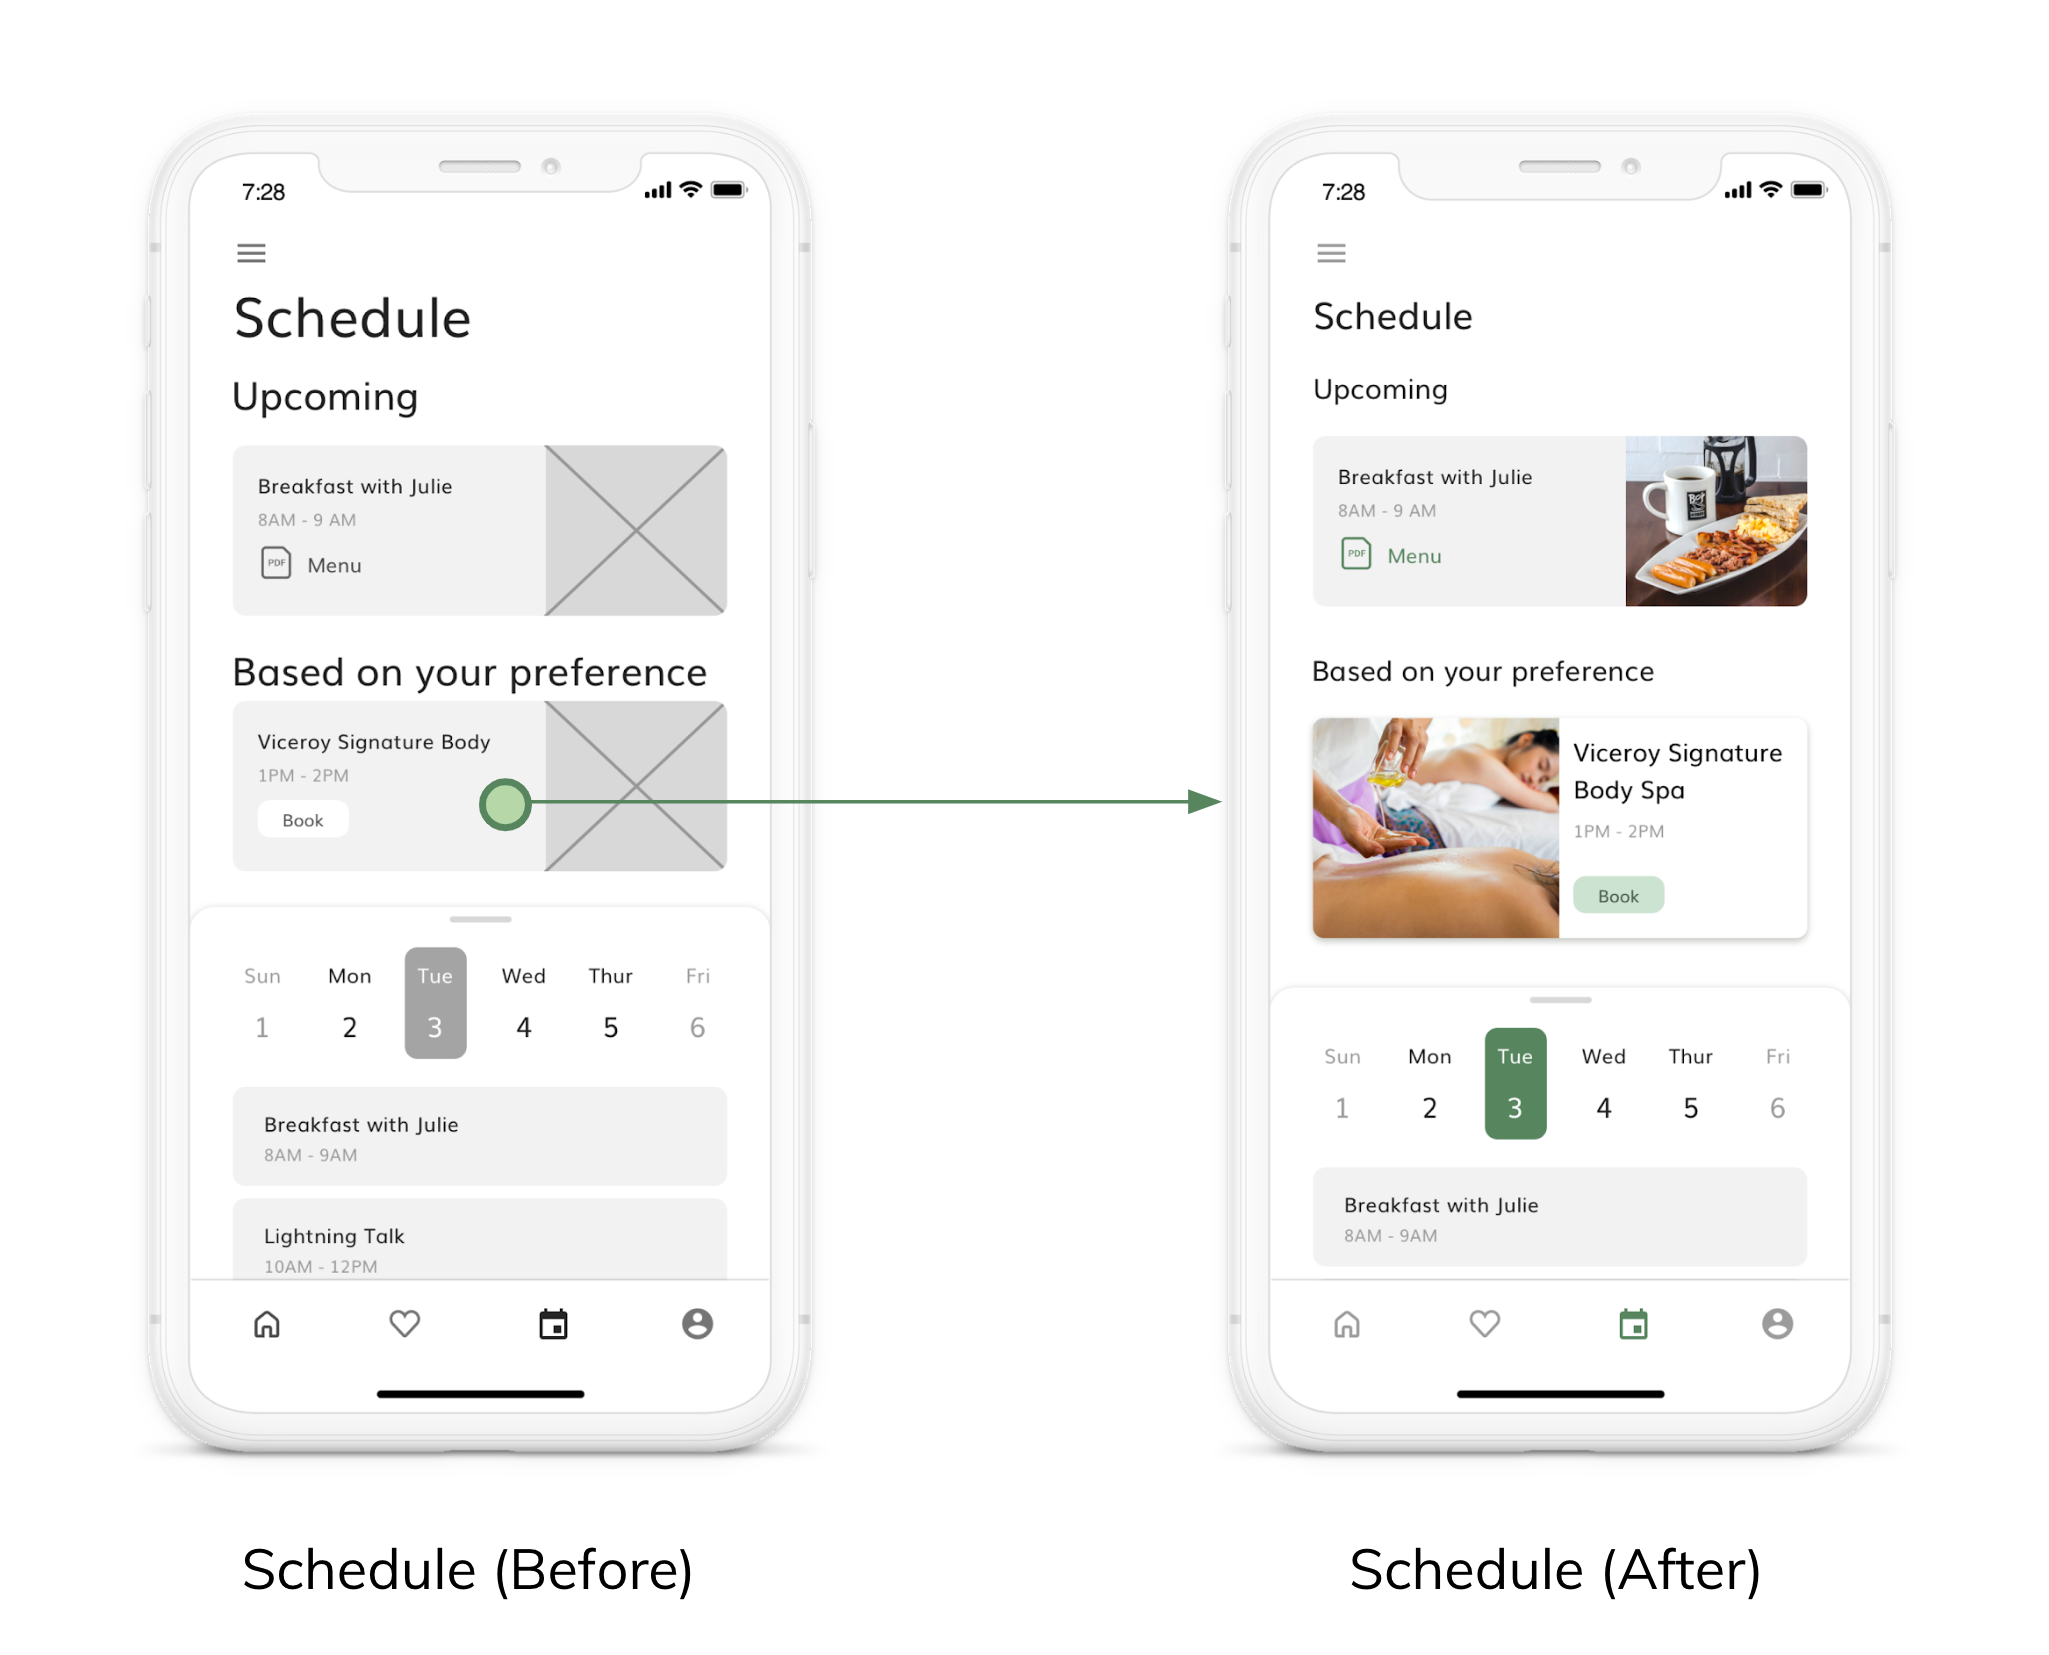 7:28
Schedule
Upcoming
Breakfast with Julie
8AM - 9 AM
PDF Menu
Based on your preference
Viceroy Signature Body
1PM - 2PM
Book
Sun Mon Tue Wed Thur Fri
1 2 3 4 5 6
Breakfast with Julie
8AM - 9AM
Lightning Talk
10AM - 12PM
Schedule (Before)
7:28
Schedule
Upcoming
Breakfast with Julie
8AM - 9 AM
PDF Menu
Based on your preference
Viceroy Signature
Body Spa
1PM - 2PM
Book
Sun Mon Tue Wed Thur Fri
1 2 3 4 5 6
Breakfast with Julie
8AM - 9AM
Schedule (After)